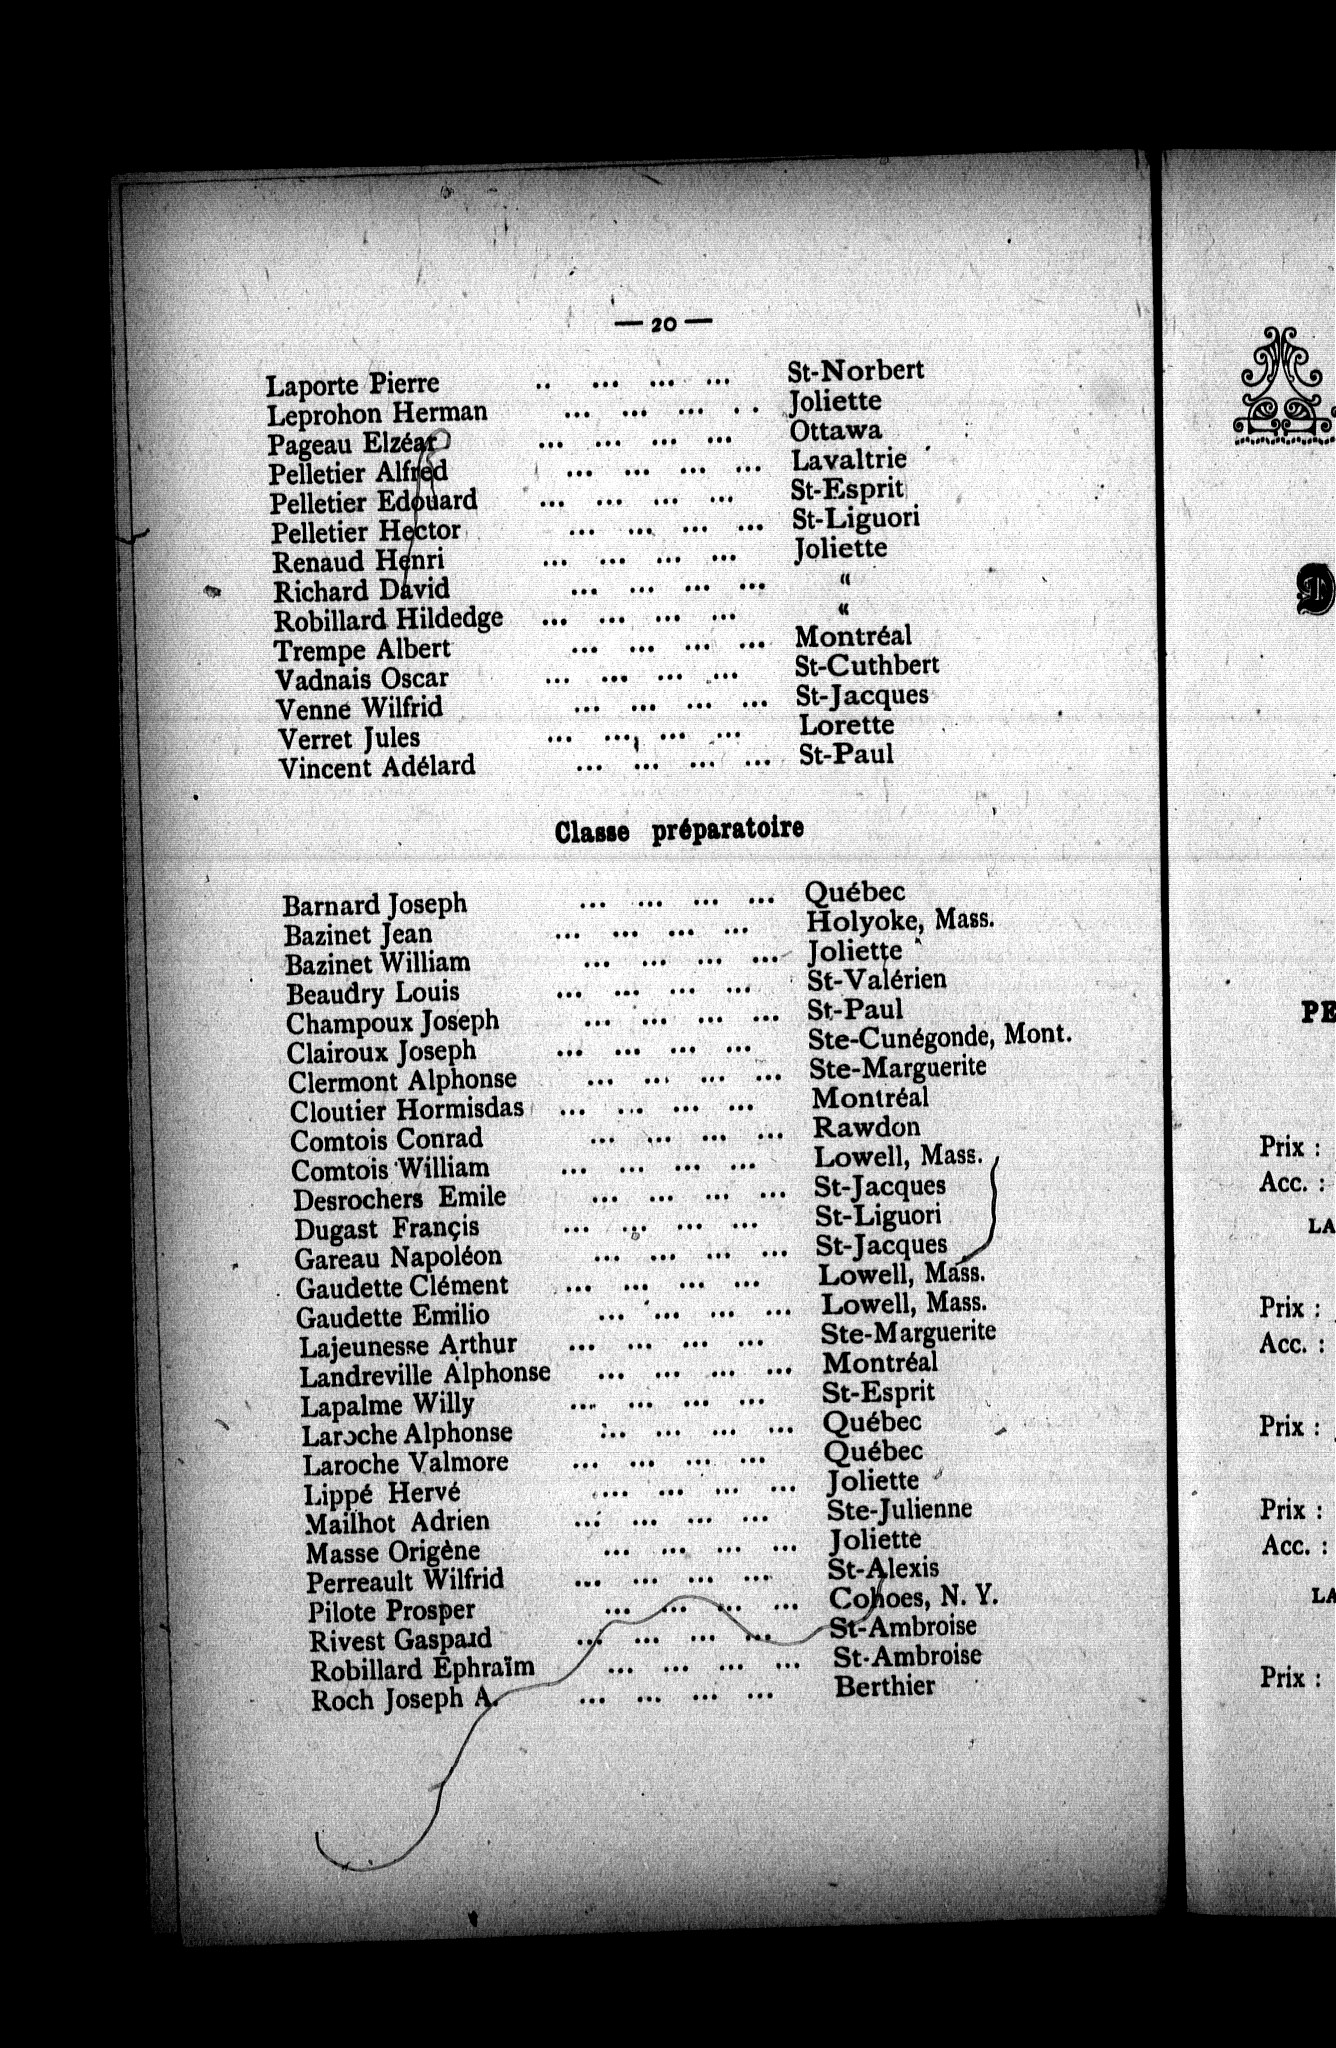 — 20 —
Laporte Pierre .. ... ... ... St-Norbert
Leprohon Herman ... ... ... .. Joliette
Pageau Elzéar ... ... ... ... Ottawa
Pelletier Alfred ... ... ... ... Lavaltrie
Pelletier Edouard ... ... ... ... St-Esprit
Pelletier Hector ... ... ... ... St-Liguori
Renaud Henri ... ... ... ... Joliette
Richard David ... ... ... ... “
Robillard Hildedge ... ... ... ... “
Trempe Albert ... ... ... ... Montréal
Vadnais Oscar ... ... ... ... St-Cuthbert
Venne Wilfrid ... ... ... ... St-Jacques
Verret Jules ... ... ... ... Lorette
Vincent Adélard ... ... ... ... St-Paul
Classe préparatoire
Barnard Joseph ... ... ... ... Québec
Bazinet Jean ... ... ... ... Holyoke, Mass.
Bazinet William ... ... ... ... Joliette
Beaudry Louis ... ... ... ... St-Valérien
Champoux Joseph ... ... ... ... St-Paul
Clairoux Joseph ... ... ... ... Ste-Cunégonde, Mont.
Clermont Alphonse ... ... ... ... Ste-Marguerite
Cloutier Hormisdas ... ... ... ... Montréal
Comtois Conrad ... ... ... ... Rawdon
Comtois William ... ... ... ... Lowell, Mass.
Desrochers Emile ... ... ... ... St-Jacques
Dugast Françis ... ... ... ... St-Liguori
Gareau Napoléon ... ... ... ... St-Jacques
Gaudette Clément ... ... ... ... Lowell, Mass.
Gaudette Emilio ... ... ... ... Lowell, Mass.
Lajeunesse Arthur ... ... ... ... Ste-Marguerite
Landreville Alphonse ... ... ... ... Montréal
Lapalme Willy ... ... ... ... St-Esprit
Laroche Alphonse ... ... ... ... Québec
Laroche Valmore ... ... ... ... Québec
Lippé Hervé ... ... ... ... Joliette
Mailhot Adrien ... ... ... ... Ste-Julienne
Masse Origène ... ... ... ... Joliette
Perreault Wilfrid ... ... ... ... St-Alexis
Pilote Prosper ... ... ... ... Cohoes, N. Y.
Rivest Gaspard ... ... ... ... St-Ambroise
Robillard Ephraïm ... ... ... ... St-Ambroise
Roch Joseph A. ... ... ... ... Berthier
D
PE
Prix :
Acc. :
LA
Prix :
Acc. :
Prix :
Prix :
Acc. :
LA
Prix :